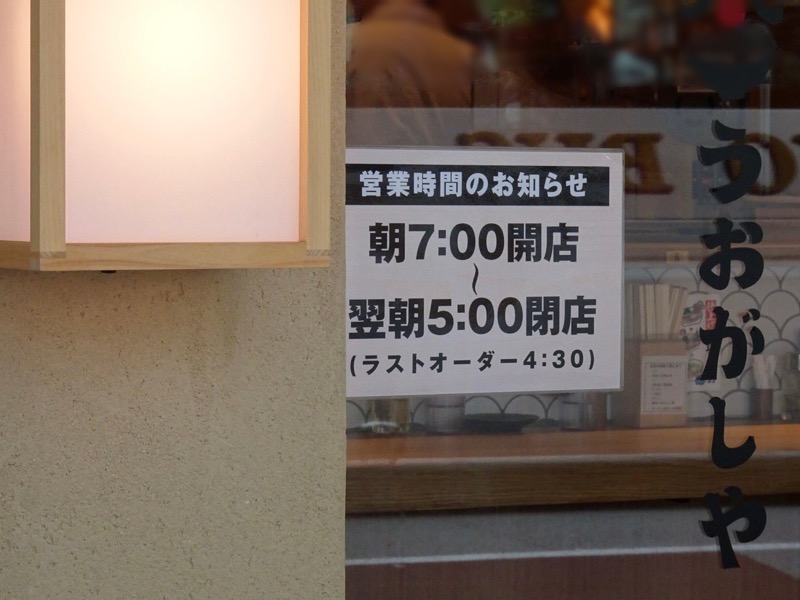 営業時間のお知らせ
朝7:00開店
~
翌朝5:00閉店
(ラストオーダー4:30)
うおがしや